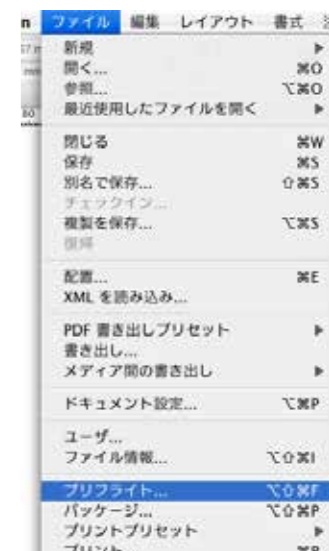 n ファイル 編集 レイアウト 書式
新規
開く... ⌘O
参照... ⌥⌘O
最近使用したファイルを開く
閉じる ⌘W
保存 ⌘S
別名で保存... ⇧⌘S
チェックイン...
複製を保存... ⌥⌘S
復帰
配置... ⌘E
XML を読み込み...
PDF 書き出しプリセット
書き出し...
メディア間の書き出し
ドキュメント設定... ⌥⌘P
ユーザ...
ファイル情報... ⌥⇧⌘I
プリフライト... ⌥⇧⌘F
パッケージ... ⌥⇧⌘P
プリントプリセット
プリント